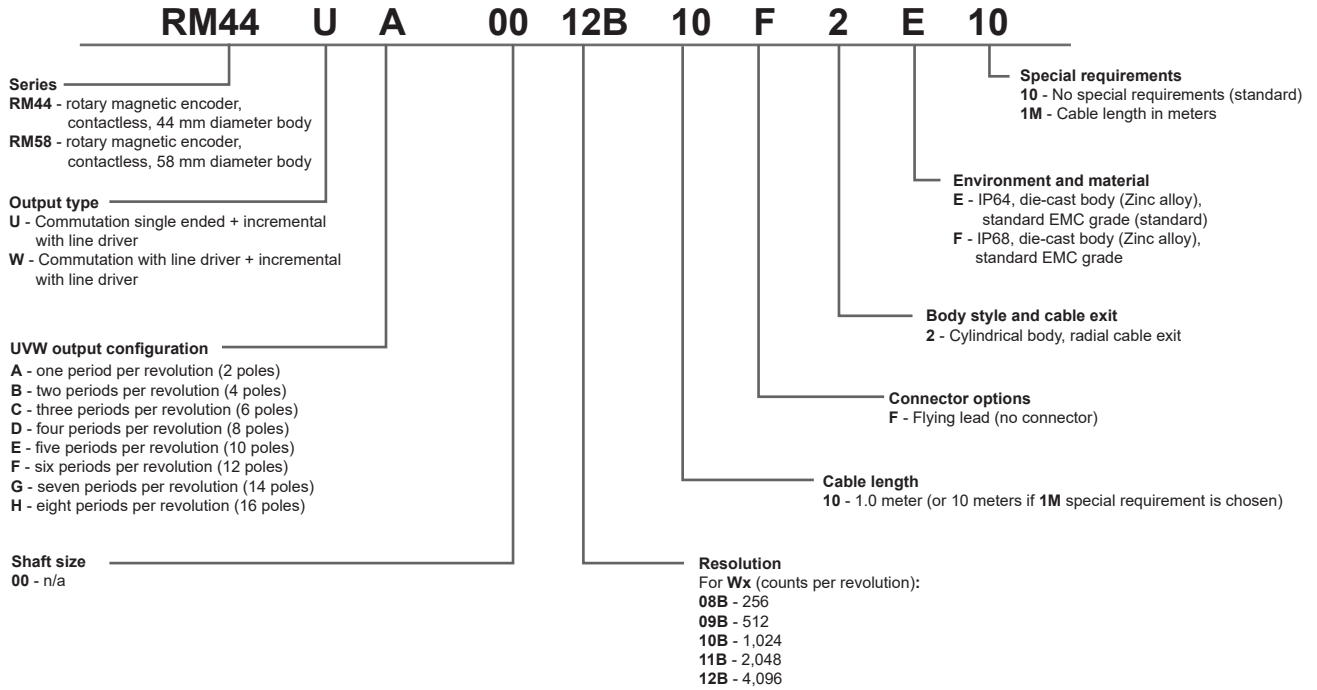 RM44 U A 00 12B 10 F 2 E 10
Series
RM44 - rotary magnetic encoder,
contactless, 44 mm diameter body
RM58 - rotary magnetic encoder,
contactless, 58 mm diameter body
Output type
U - Commutation single ended + incremental
with line driver
W - Commutation with line driver + incremental
with line driver
UVW output configuration
A - one period per revolution (2 poles)
B - two periods per revolution (4 poles)
C - three periods per revolution (6 poles)
D - four periods per revolution (8 poles)
E - five periods per revolution (10 poles)
F - six periods per revolution (12 poles)
G - seven periods per revolution (14 poles)
H - eight periods per revolution (16 poles)
Shaft size
00 - n/a
Special requirements
10 - No special requirements (standard)
1M - Cable length in meters
Environment and material
E - IP64, die-cast body (Zinc alloy),
standard EMC grade (standard)
F - IP68, die-cast body (Zinc alloy),
standard EMC grade
Body style and cable exit
2 - Cylindrical body, radial cable exit
Connector options
F - Flying lead (no connector)
Cable length
10 - 1.0 meter (or 10 meters if 1M special requirement is chosen)
Resolution
For Wx (counts per revolution):
08B - 256
09B - 512
10B - 1,024
11B - 2,048
12B - 4,096